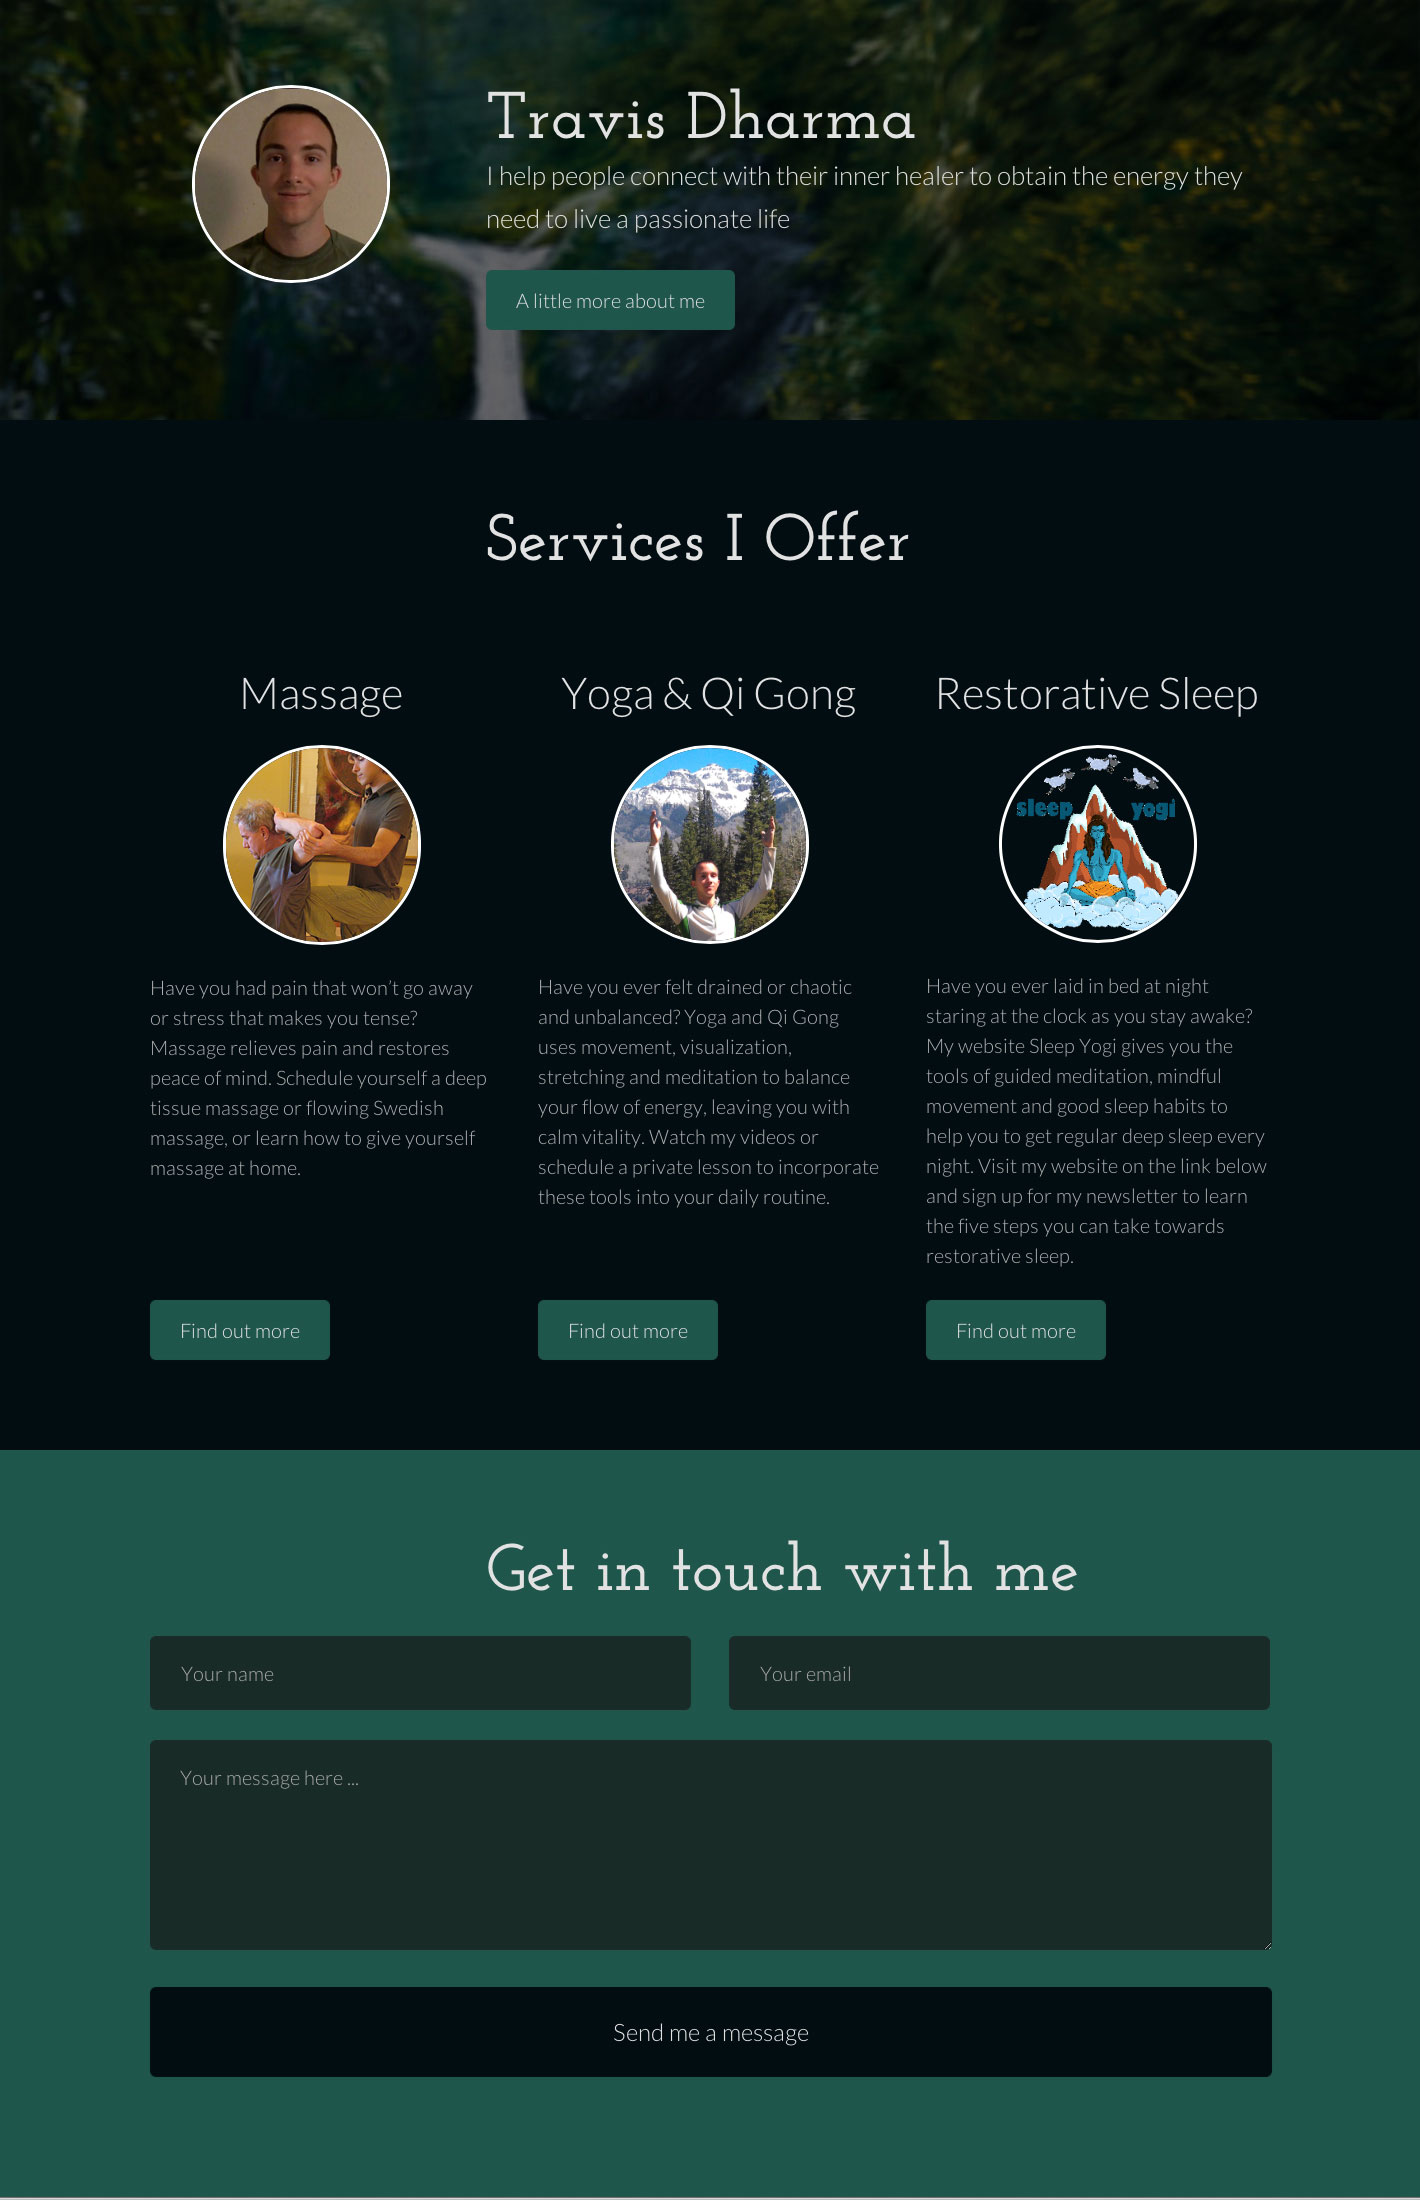 Travis Dharma
I help people connect with their inner healer to obtain the energy they
need to live a passionate life
A little more about me
Services I Offer
Massage
Have you had pain that won’t go away
or stress that makes you tense?
Massage relieves pain and restores
peace of mind. Schedule yourself a deep
tissue massage or flowing Swedish
massage, or learn how to give yourself
massage at home.
Find out more
Yoga & Qi Gong
Have you ever felt drained or chaotic
and unbalanced? Yoga and Qi Gong
uses movement, visualization,
stretching and meditation to balance
your flow of energy, leaving you with
calm vitality. Watch my videos or
schedule a private lesson to incorporate
these tools into your daily routine.
Find out more
Restorative Sleep
sleep yogi
Have you ever laid in bed at night
staring at the clock as you stay awake?
My website Sleep Yogi gives you the
tools of guided meditation, mindful
movement and good sleep habits to
help you to get regular deep sleep every
night. Visit my website on the link below
and sign up for my newsletter to learn
the five steps you can take towards
restorative sleep.
Find out more
Get in touch with me
Your name
Your email
Your message here ...
Send me a message